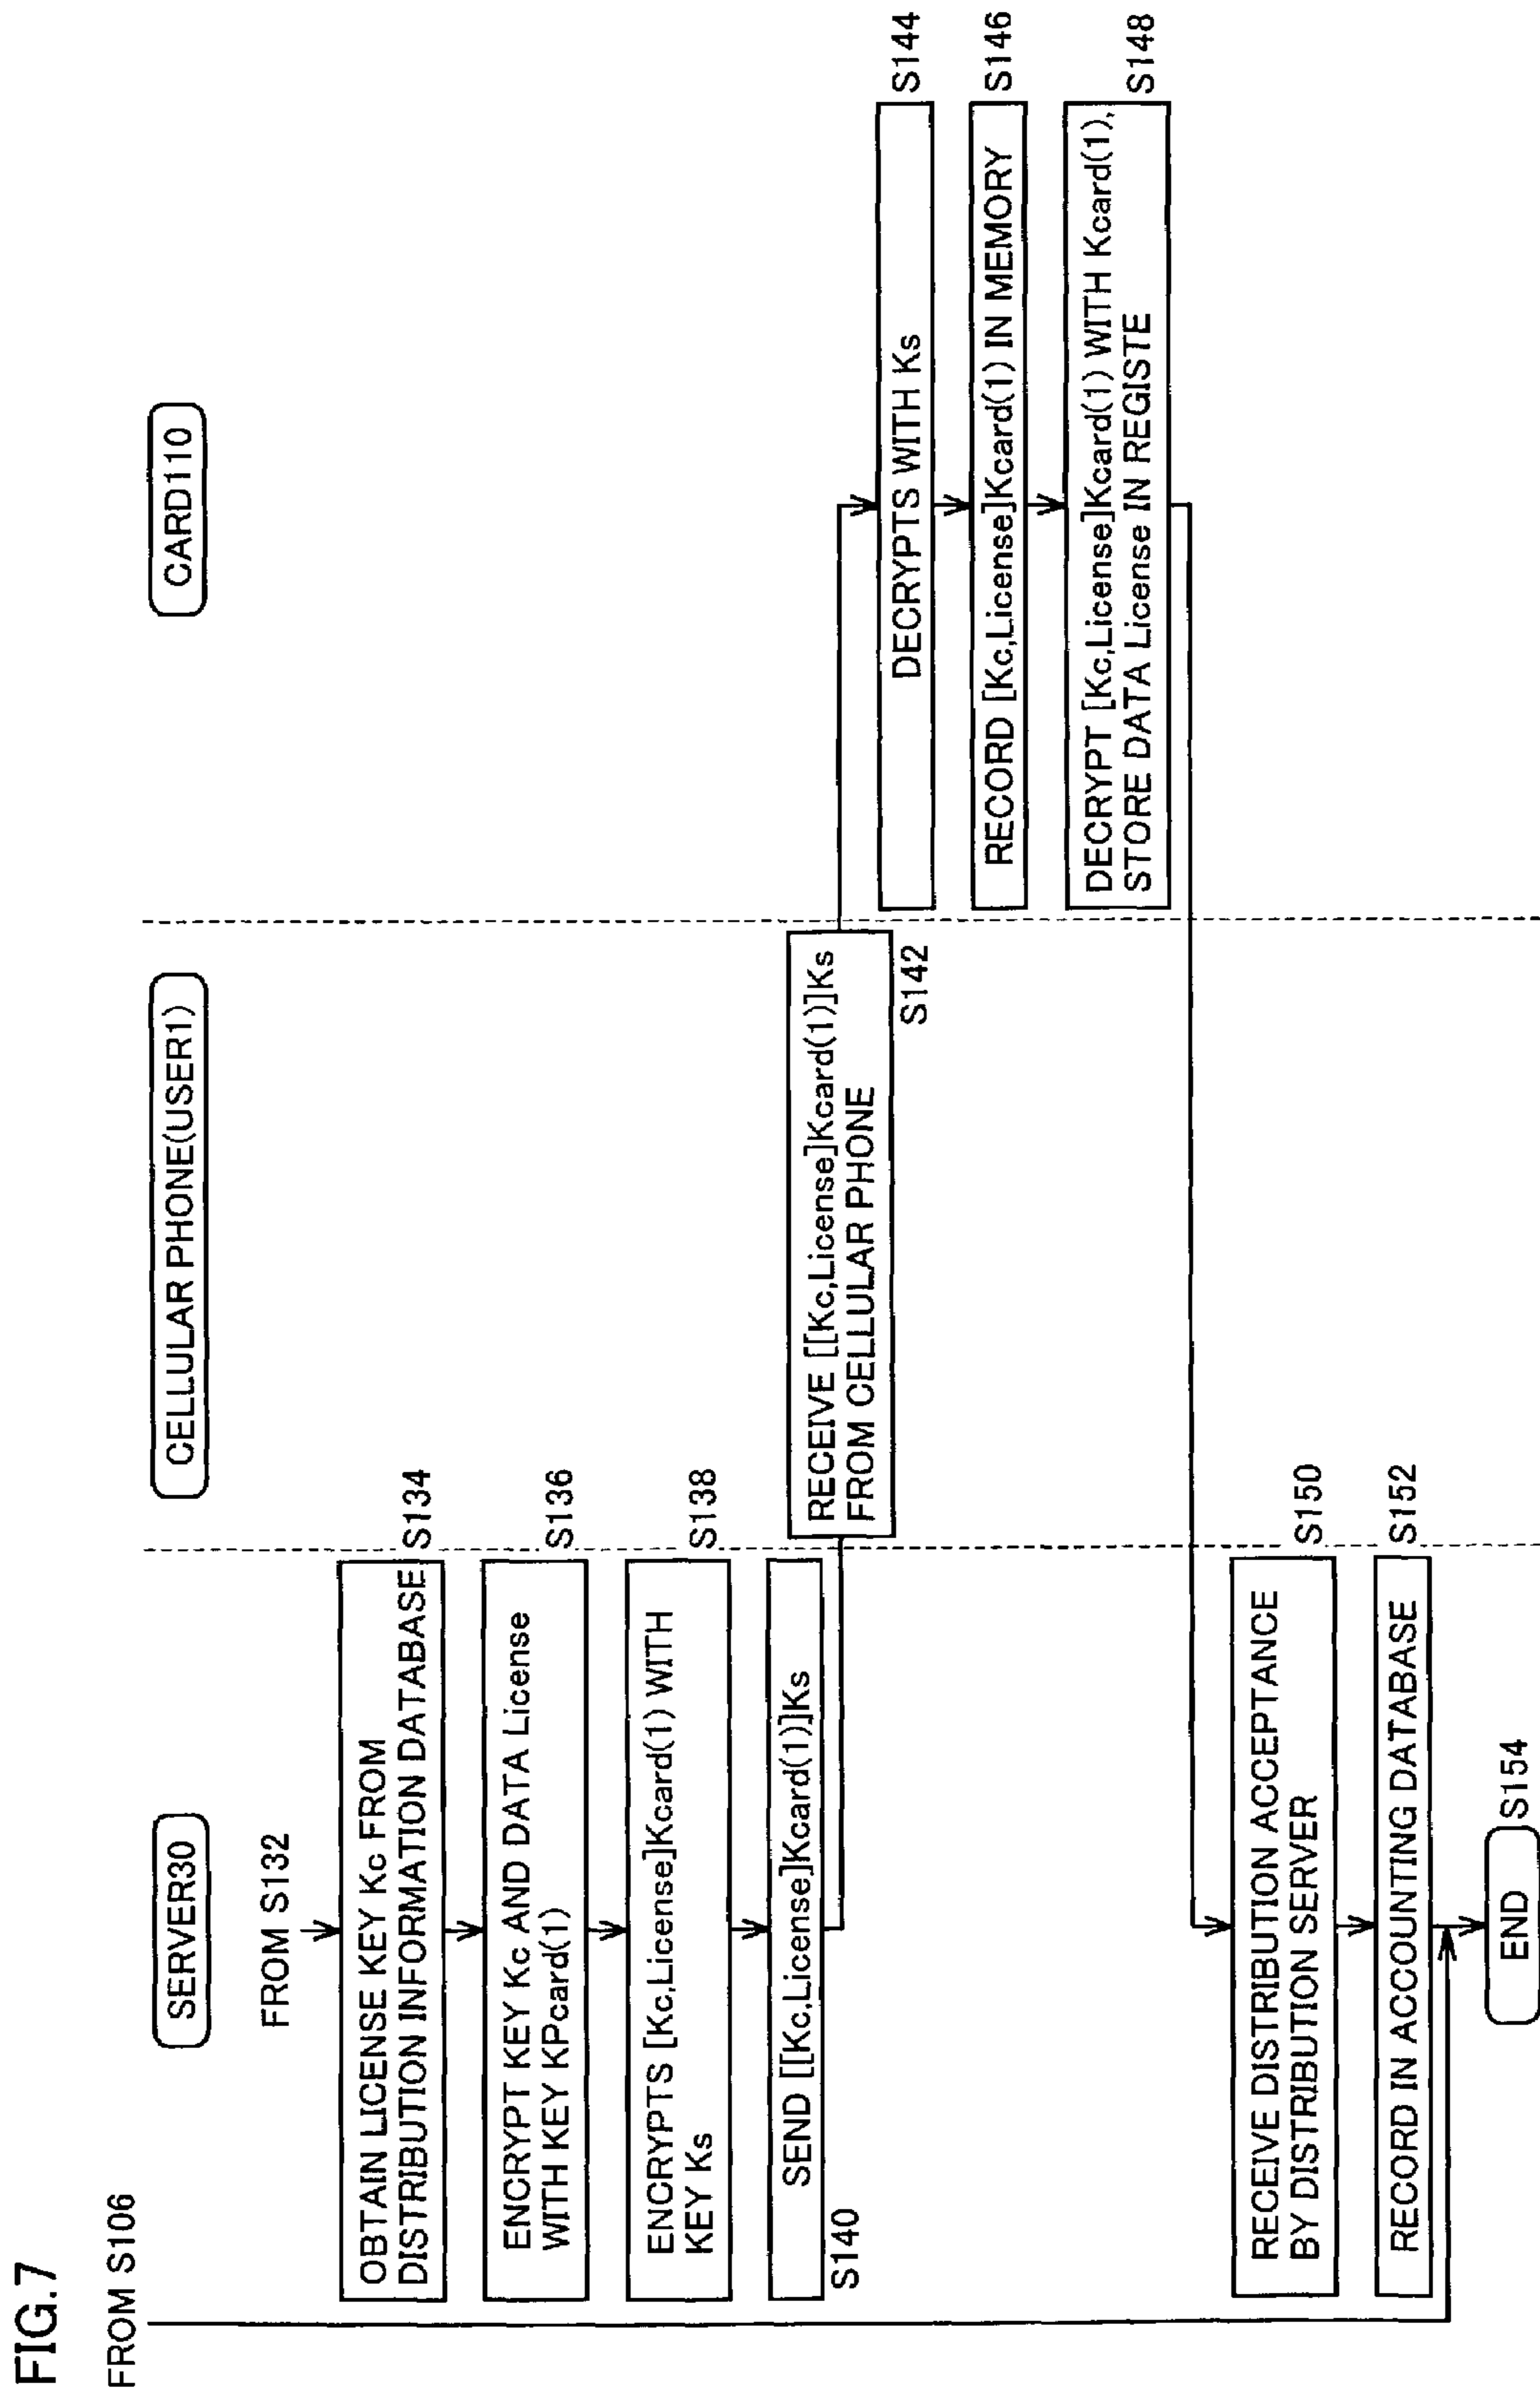 FIG.7
FROM S106
SERVER30
CELLULAR PHONE(USER1)
CARD110
FROM S132
OBTAIN LICENSE KEY Kc FROM
DISTRIBUTION INFORMATION DATABASE
S134
ENCRYPT KEY Kc AND DATA License
WITH KEY KPcard(1)
S136
ENCRYPTS [Kc,License]Kcard(1) WITH
KEY Ks
S138
SEND [[Kc,License]Kcard(1)]Ks
S140
RECEIVE [[Kc,License]Kcard(1)]Ks
FROM CELLULAR PHONE
S142
DECRYPTS WITH Ks
S144
RECORD [Kc,License]Kcard(1) IN MEMORY
S146
DECRYPT [Kc,License]Kcard(1) WITH Kcard(1),
STORE DATA License IN REGISTE
S148
RECEIVE DISTRIBUTION ACCEPTANCE
BY DISTRIBUTION SERVER
S150
RECORD IN ACCOUNTING DATABASE
S152
END
S154